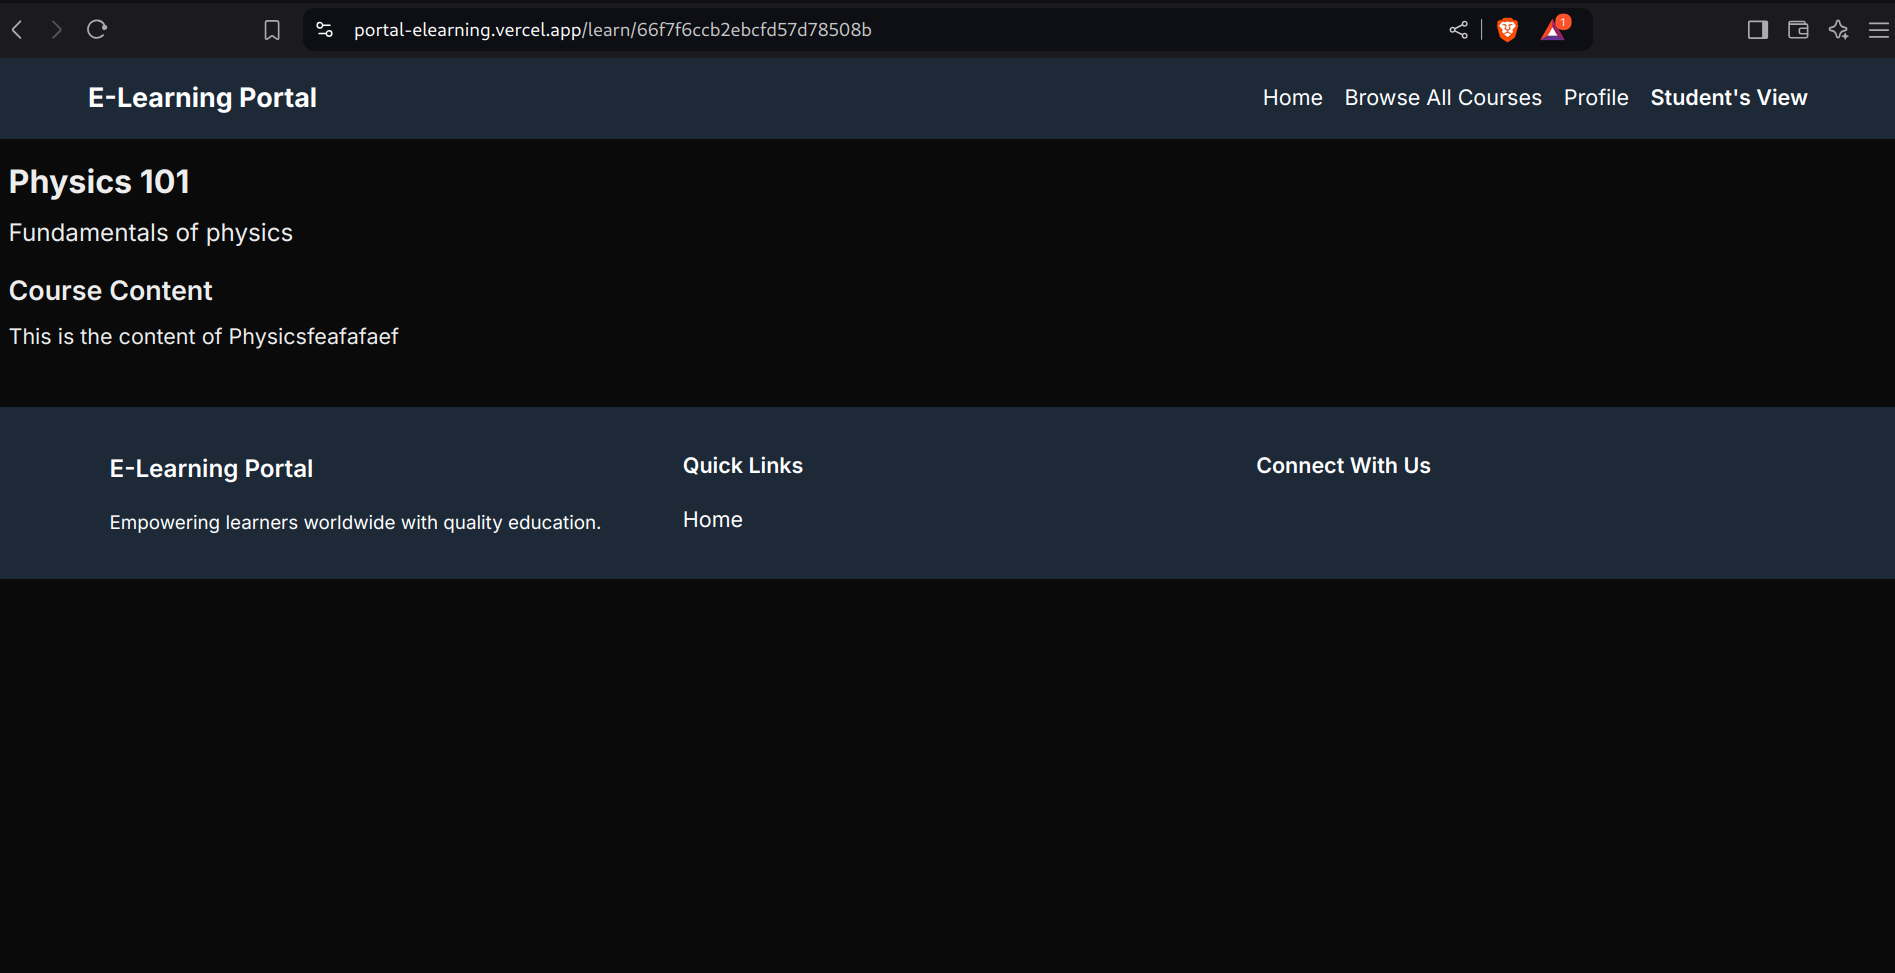 portal-elearning.vercel.app/learn/66f7f6ccb2ebcfd57d78508b
1
E-Learning Portal
Home Browse All Courses Profile Student's View
Physics 101
Fundamentals of physics
Course Content
This is the content of Physicsfeafafaef
E-Learning Portal
Empowering learners worldwide with quality education.
Quick Links
Home
Connect With Us